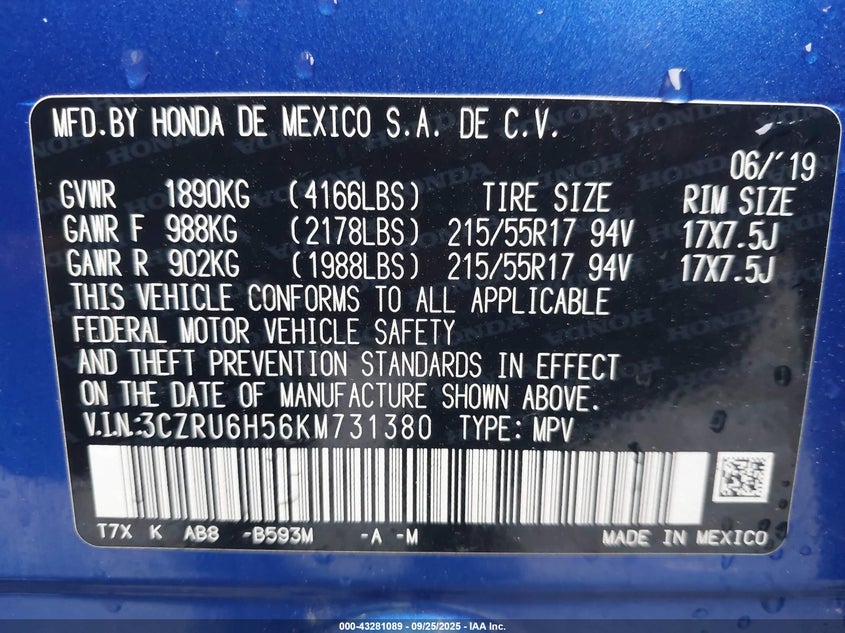 MFD.BY HONDA DE MEXICO S.A. DE C.V.
06/'19
GVWR 1890KG (4166LBS) TIRE SIZE RIM SIZE
GAWR F 988KG (2178LBS) 215/55R17 94V 17X7.5J
GAWR R 902KG (1988LBS) 215/55R17 94V 17X7.5J
THIS VEHICLE CONFORMS TO ALL APPLICABLE
FEDERAL MOTOR VEHICLE SAFETY
AND THEFT PREVENTION STANDARDS IN EFFECT
ON THE DATE OF MANUFACTURE SHOWN ABOVE.
V.I.N.:3CZRU6H56KM731380 TYPE: MPV
T7X K AB8 -B593M -A -M MADE IN MEXICO
000-43281089 - 09/25/2025 - IAA Inc.